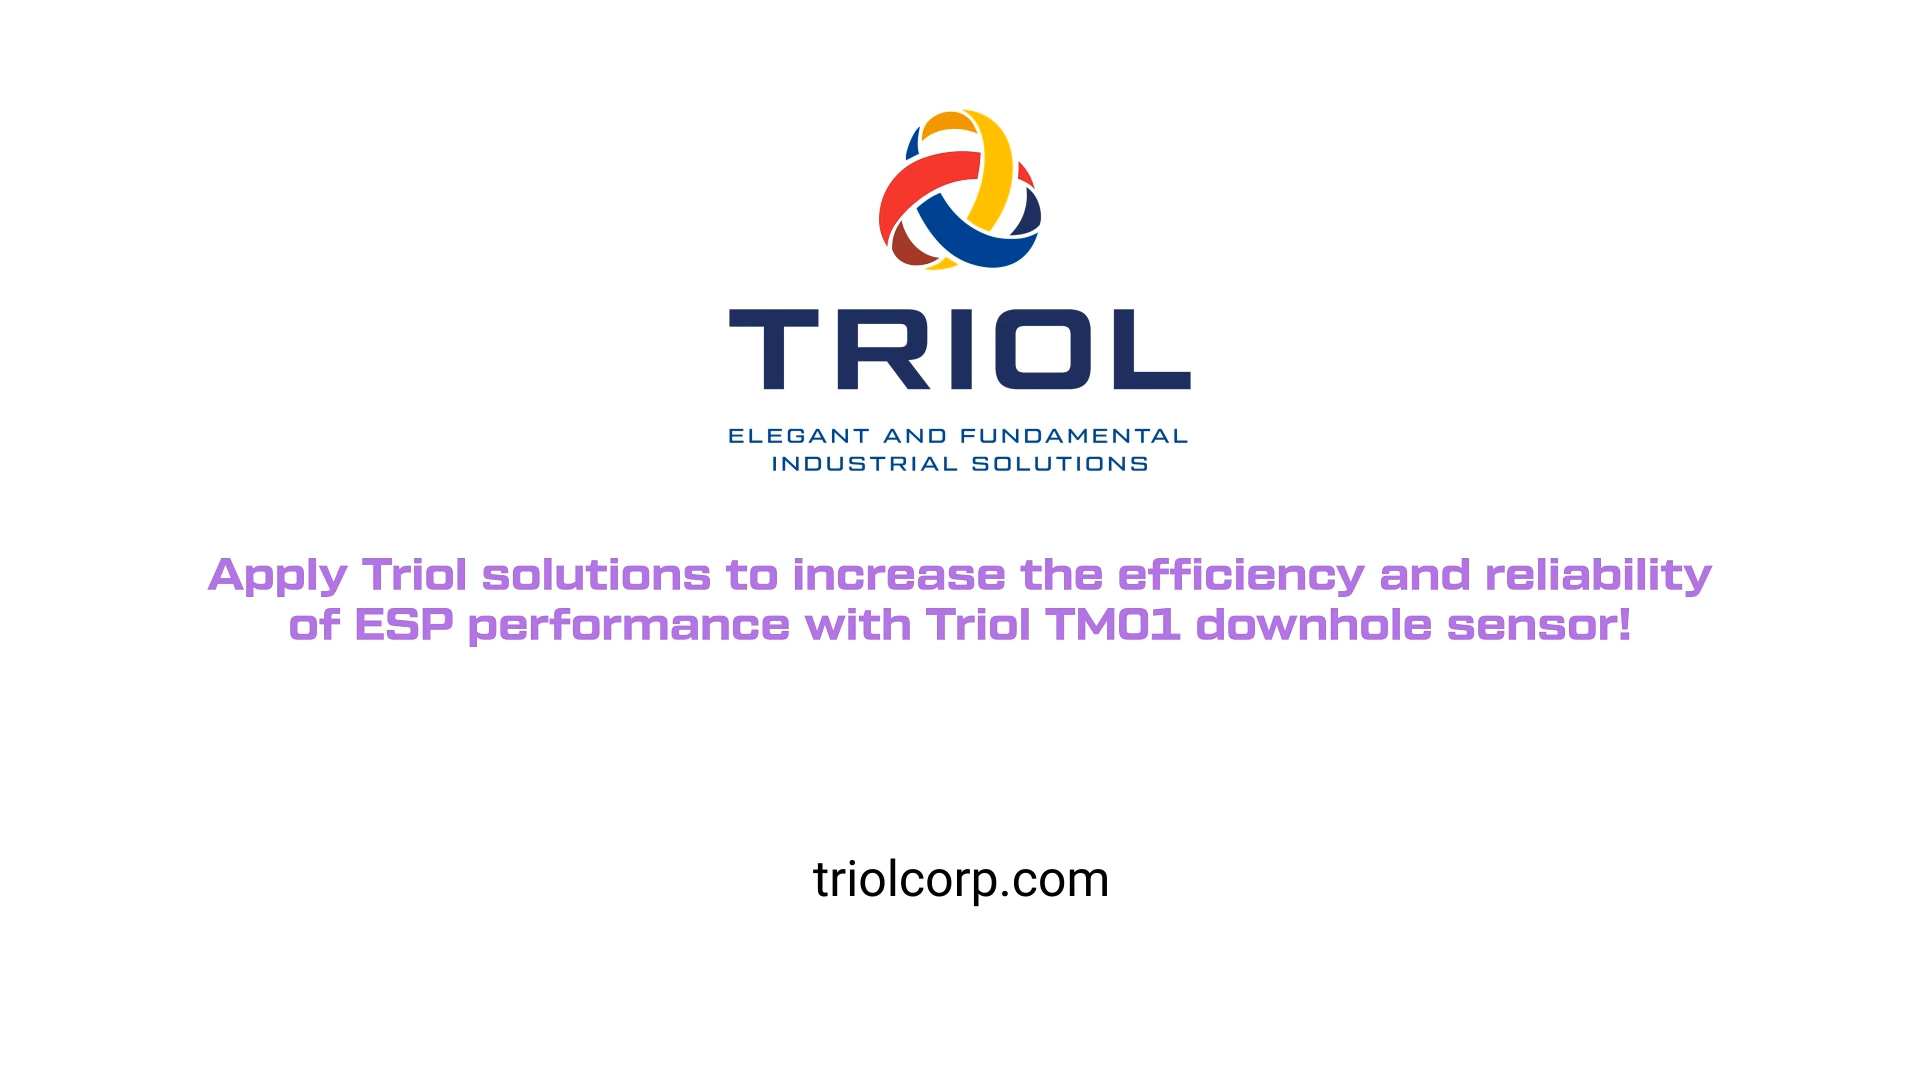 TRIOL
ELEGANT AND FUNDAMENTAL
INDUSTRIAL SOLUTIONS
Apply Triol solutions to increase the efficiency and reliability
of ESP performance with Triol TM01 downhole sensor!
triolcorp.com